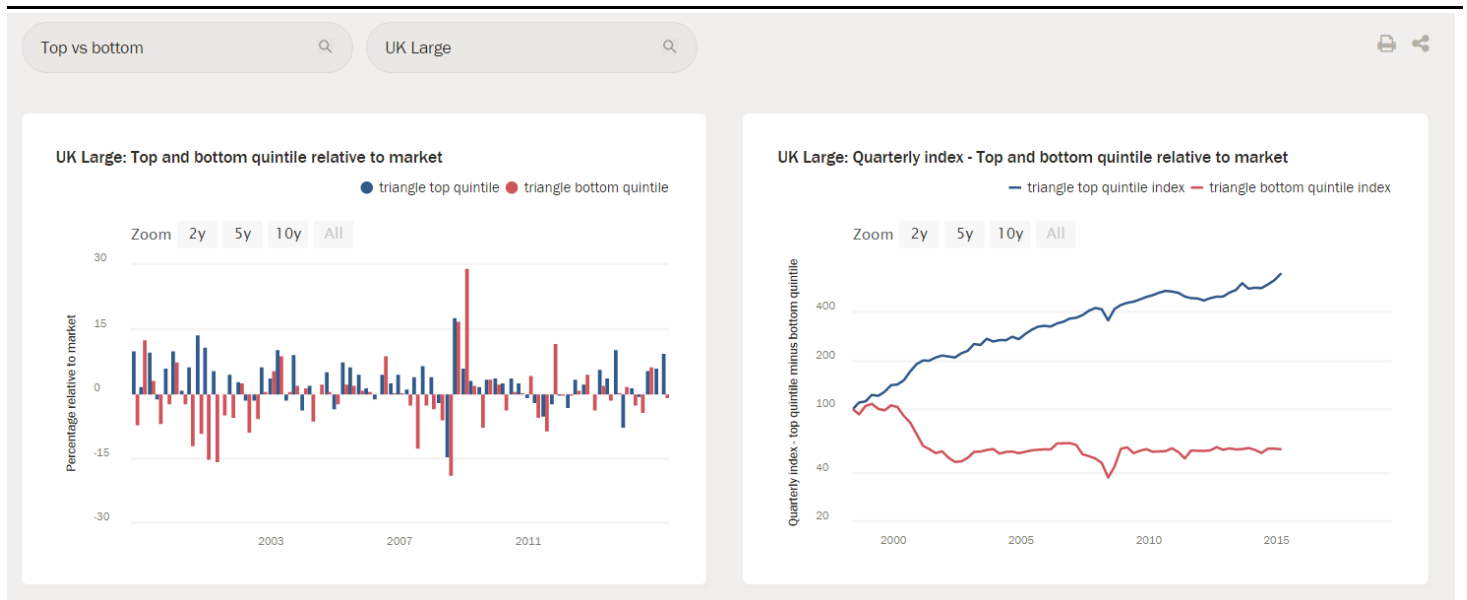 Top vs bottom
UK Large
UK Large: Top and bottom quintile relative to market
triangle top quintile triangle bottom quintile
Zoom 2y 5y 10y All
Percentage relative to market
30
15
0
-15
-30
2003 2007 2011
UK Large: Quarterly index - Top and bottom quintile relative to market
triangle top quintile index triangle bottom quintile index
Zoom 2y 5y 10y All
Quarterly index - top quintile minus bottom quintile
400
200
100
40
20
2000 2005 2010 2015